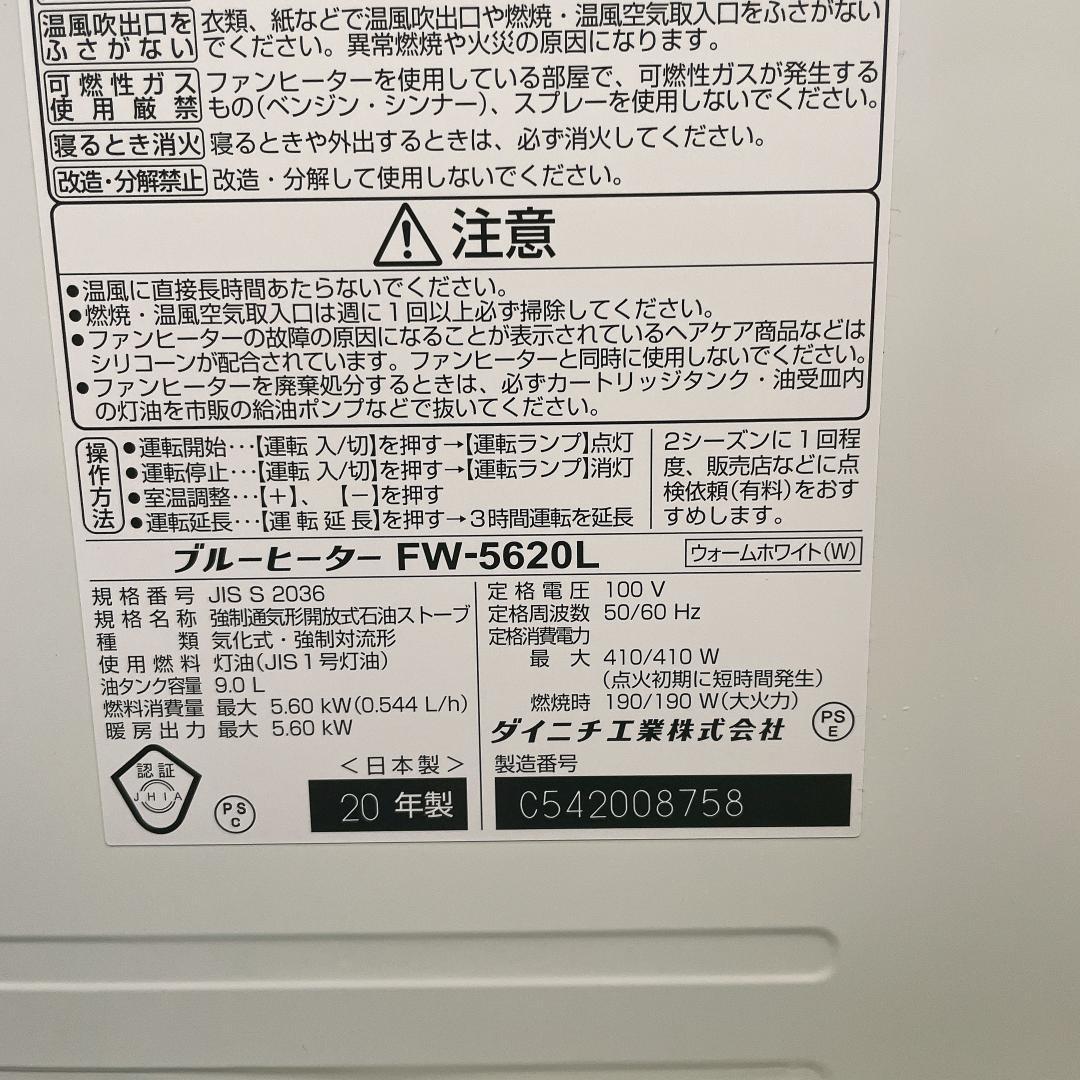 温風吹出口を
ふさがない
衣類、紙などで温風吹出口や燃焼・温風空気取入口をふさがない
でください。異常燃焼や火災の原因になります。
可燃性ガス
使用厳禁
ファンヒーターを使用している部屋で、可燃性ガスが発生する
もの(ベンジン・シンナー)、スプレーを使用しないでください。
寝るとき消火 寝るときや外出するときは、必ず消火してください。
改造・分解禁止 改造・分解して使用しないでください。
注意
●温風に直接長時間あたらないでください。
●燃焼・温風空気取入口は週に1回以上必ず掃除してください。
●ファンヒーターの故障の原因になることが表示されているヘアケア商品などは
シリコーンが配合されています。ファンヒーターと同時に使用しないでください。
●ファンヒーターを廃棄処分するときは、必ずカートリッジタンク・油受皿内
の灯油を市販の給油ポンプなどで抜いてください。
操作方法
●運転開始…【運転 入/切】を押す→【運転ランプ】点灯
●運転停止…【運転 入/切】を押す→【運転ランプ】消灯
●室温調整…【+】、【-】を押す
●運転延長…【運転延長】を押す→3時間運転を延長
2シーズンに1回程
度、販売店などに点
検依頼(有料)をおす
すめします。
ブルーヒーター FW-5620L
ウォームホワイト(W)
規格番号 JIS S 2036
規格名称 強制通気形開放式石油ストーブ
種類 気化式・強制対流形
使用燃料 灯油(JIS1号灯油)
油タンク容量 9.0 L
燃料消費量 最大 5.60 kW(0.544 L/h)
暖房出力 最大 5.60 kW
定格電圧 100 V
定格周波数 50/60 Hz
定格消費電力
最大 410/410 W
(点火初期に短時間発生)
燃焼時 190/190 W(大火力)
ダイニチ工業株式会社
PS
E
認証
JHIA
PS
C
<日本製>
20 年製
製造番号
C542008758